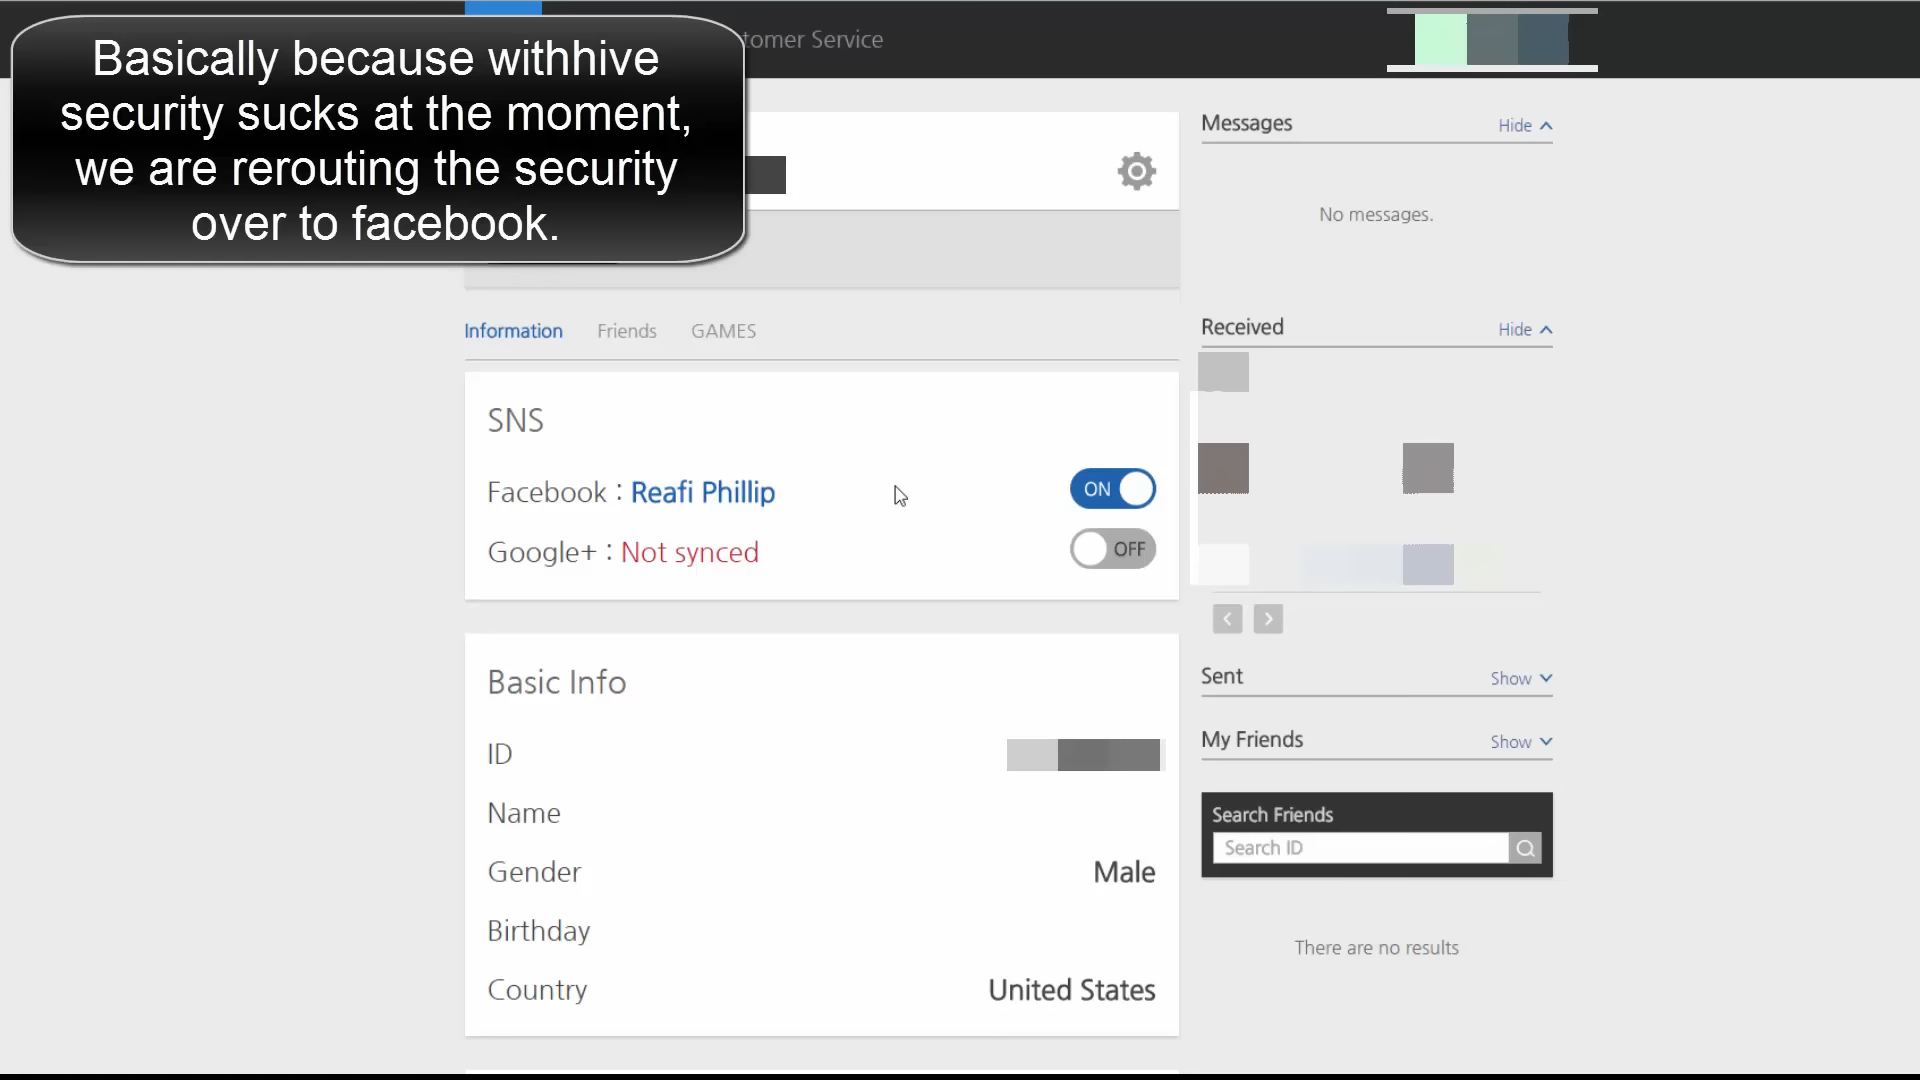 Basically because withhive
security sucks at the moment,
we are rerouting the security
over to facebook.
Service
Messages
Hide
No messages.
Information Friends GAMES
Received
Hide
SNS
Facebook : Reafi Phillip
ON
Google+ : Not synced
OFF
Basic Info
ID
Name
Gender
Male
Birthday
Country
United States
Sent
Show
My Friends
Show
Search Friends
Search ID
There are no results